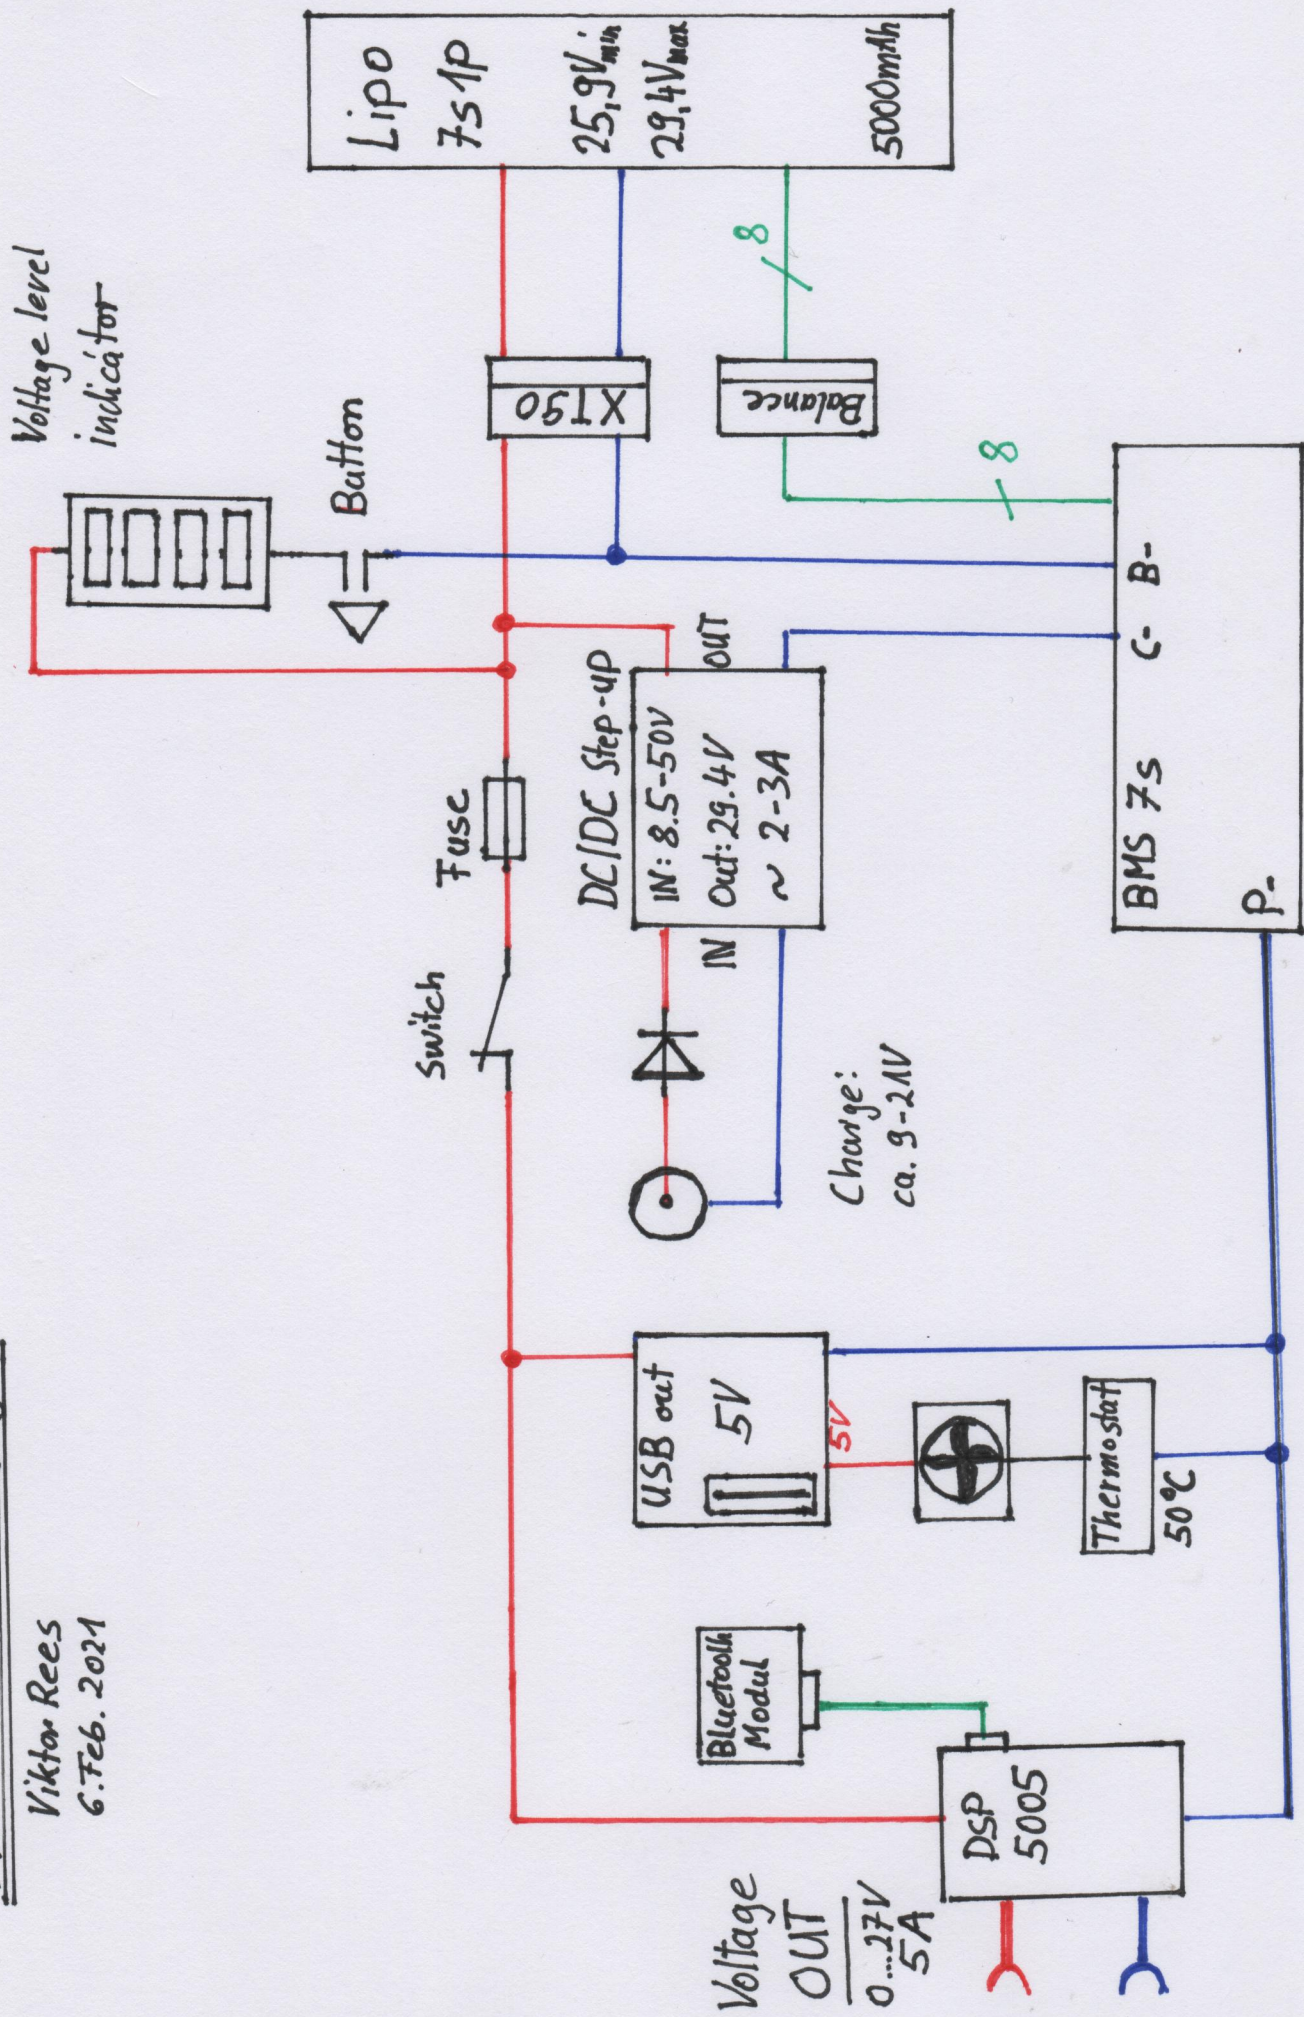 Viktor Rees
6.Feb. 2021
Voltage level
indicator
Button
Lipo
7s1p
25,9Vmin
29,4Vmax
5000mAh
XT90
Balance
8
8
Switch
Fuse
DC/DC Step-up
IN: 8.5-50V
Out: 29.4V
~ 2-3A
IN
OUT
Charge:
ca. 9-21V
BMS 7s
P-
C-
B-
USB out
5V
5V
Thermostat
50°C
Bluetooth
Modul
DSP
5005
Voltage
OUT
0...27V
5A